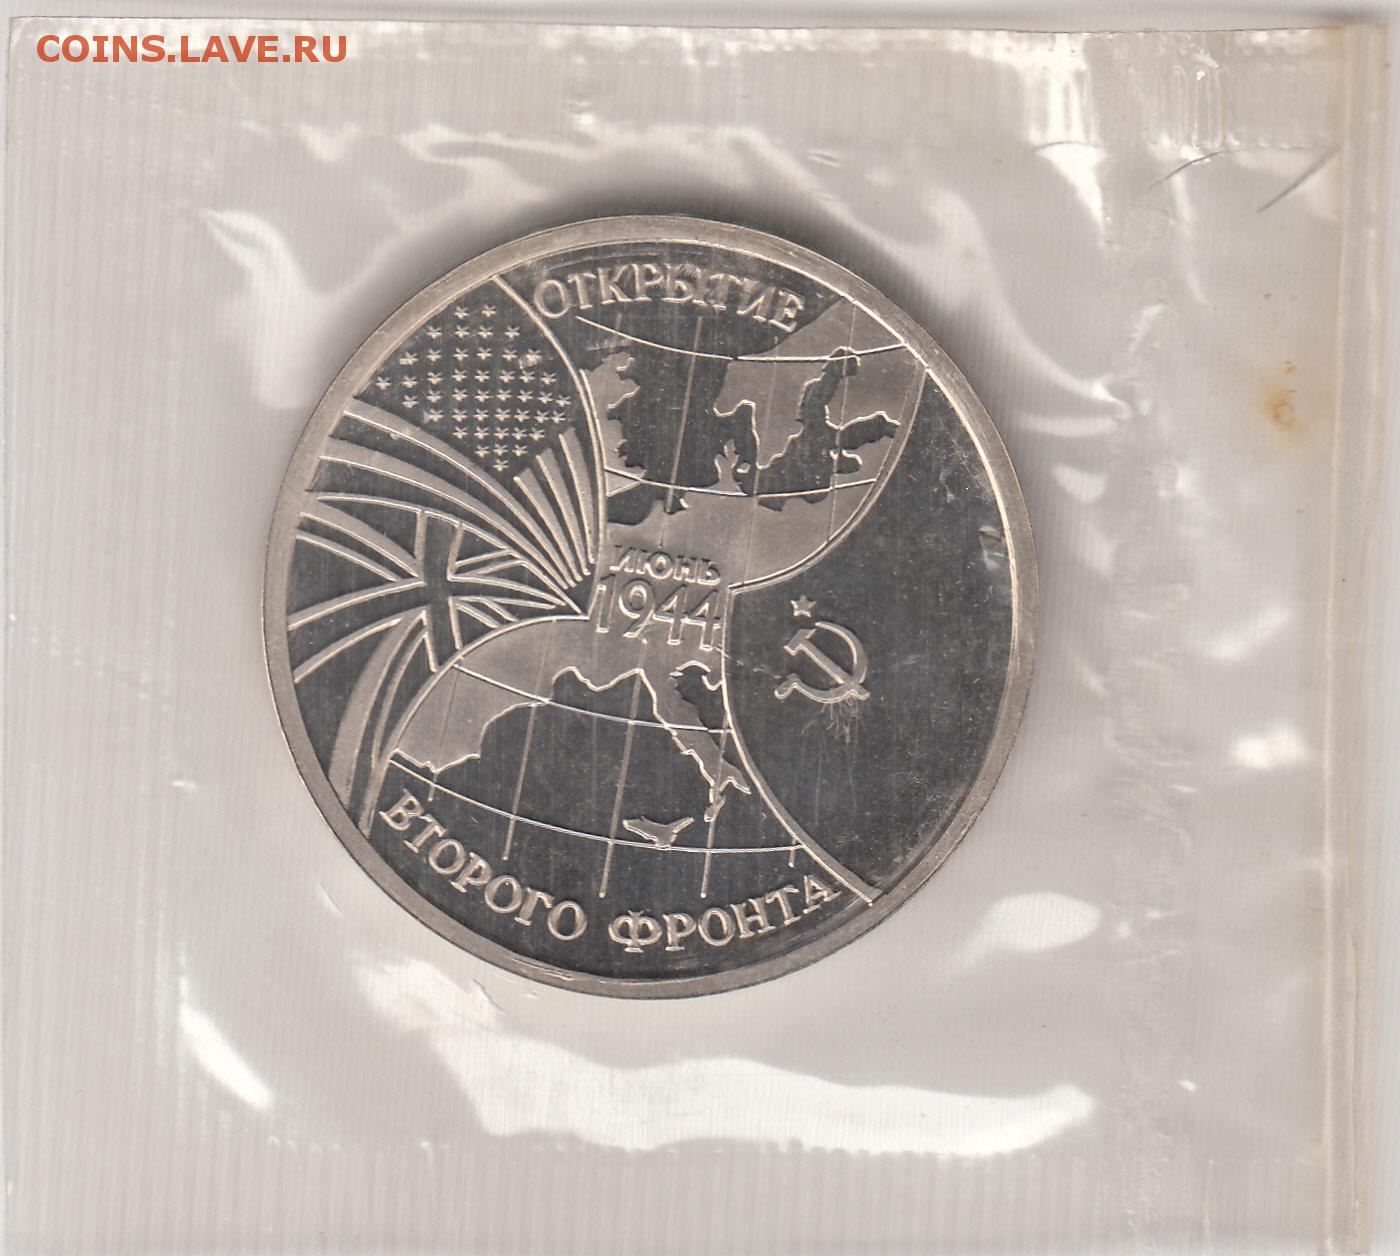 COINS.LAVE.RU
ОТКРЫТИЕ
ИЮНЬ
1944
ВТОРОГО ФРОНТА